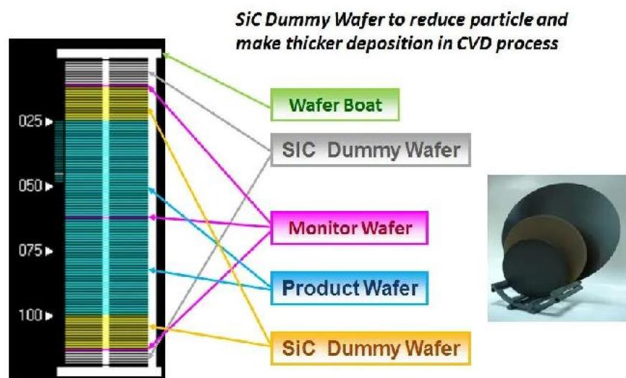 SiC Dummy Wafer to reduce particle and
make thicker deposition in CVD process
Wafer Boat
SIC Dummy Wafer
Monitor Wafer
Product Wafer
SiC Dummy Wafer
025
050
075
100